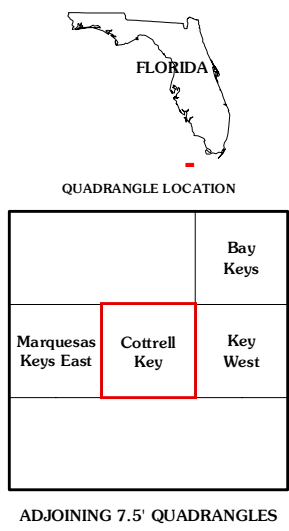 FLORIDA
QUADRANGLE LOCATION
Bay
Keys
Marquesas
Keys East
Cottrell
Key
Key
West
ADJOINING 7.5' QUADRANGLES